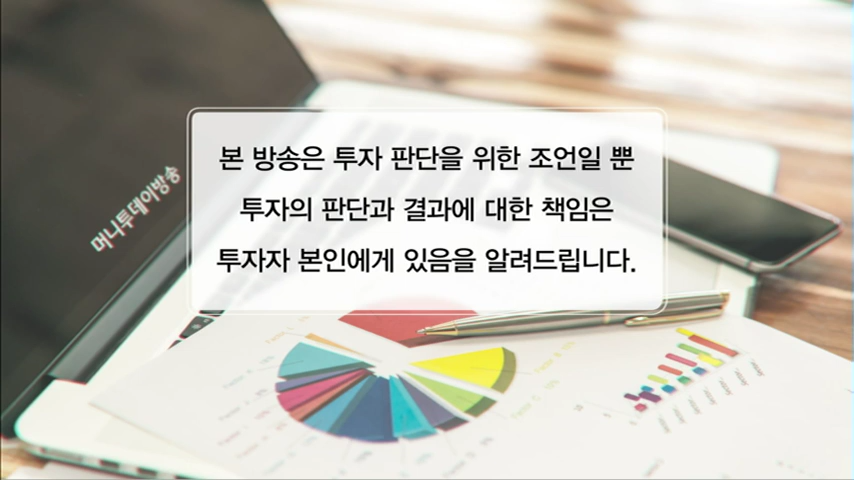 본 방송은 투자 판단을 위한 조언일 뿐
투자의 판단과 결과에 대한 책임은
투자자 본인에게 있음을 알려드립니다.
머니투데이방송